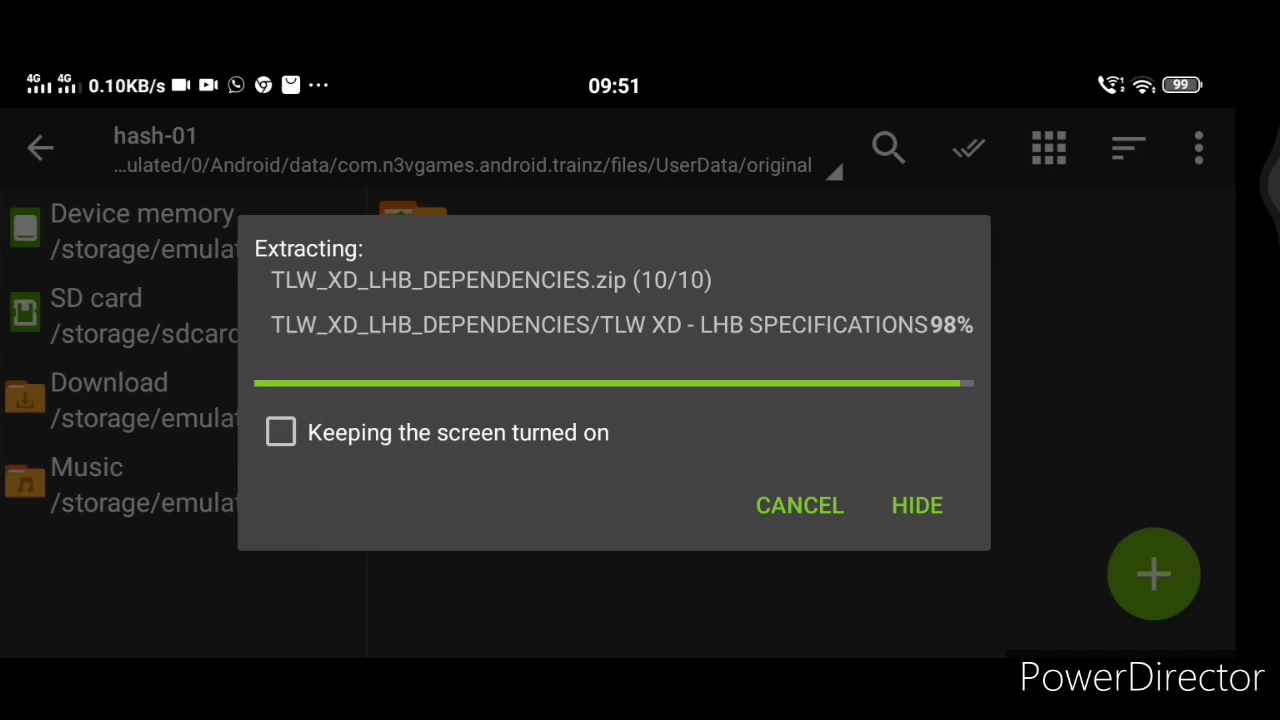 4G 4G 0.10KB/s 09:51 99
hash-01
...ulated/0/Android/data/com.n3vgames.android.trainz/files/UserData/original
Device memory
/storage/emulat
SD card
/storage/sdcard
Download
/storage/emulat
Music
/storage/emulat
Extracting:
TLW_XD_LHB_DEPENDENCIES.zip (10/10)
TLW_XD_LHB_DEPENDENCIES/TLW XD - LHB SPECIFICATIONS 98%
Keeping the screen turned on
CANCEL HIDE
PowerDirector